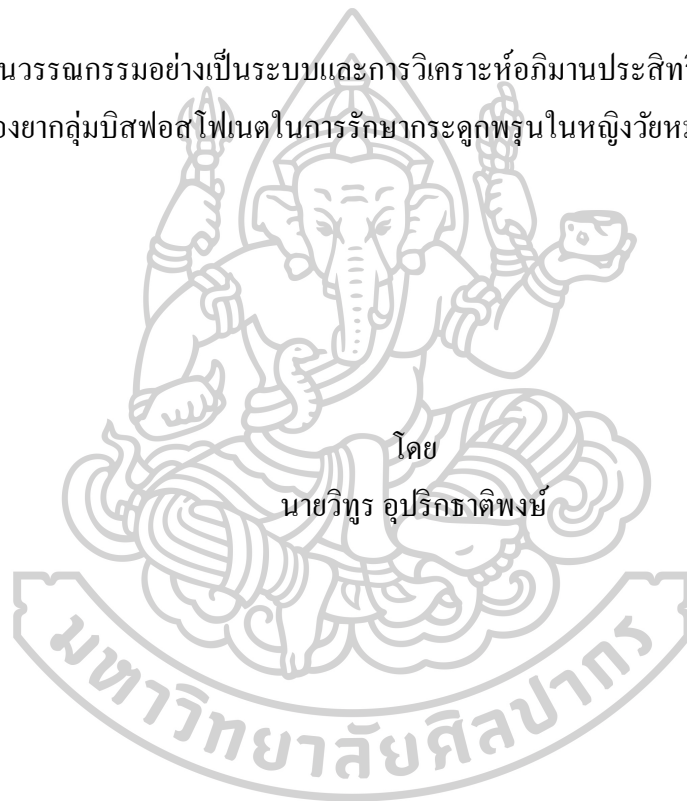 นวรรณกรรมอย่างเป็นระบบและการวิเคราะห์อภิมานประสิท
องยากลุ่มบิสฟอสโฟเนตในการรักษากระดูกพรุนในหญิงวัยหม
โดย
นายวิทูร อุปริกธาติพงษ์
มหาวิทยาลัยศิลปากร